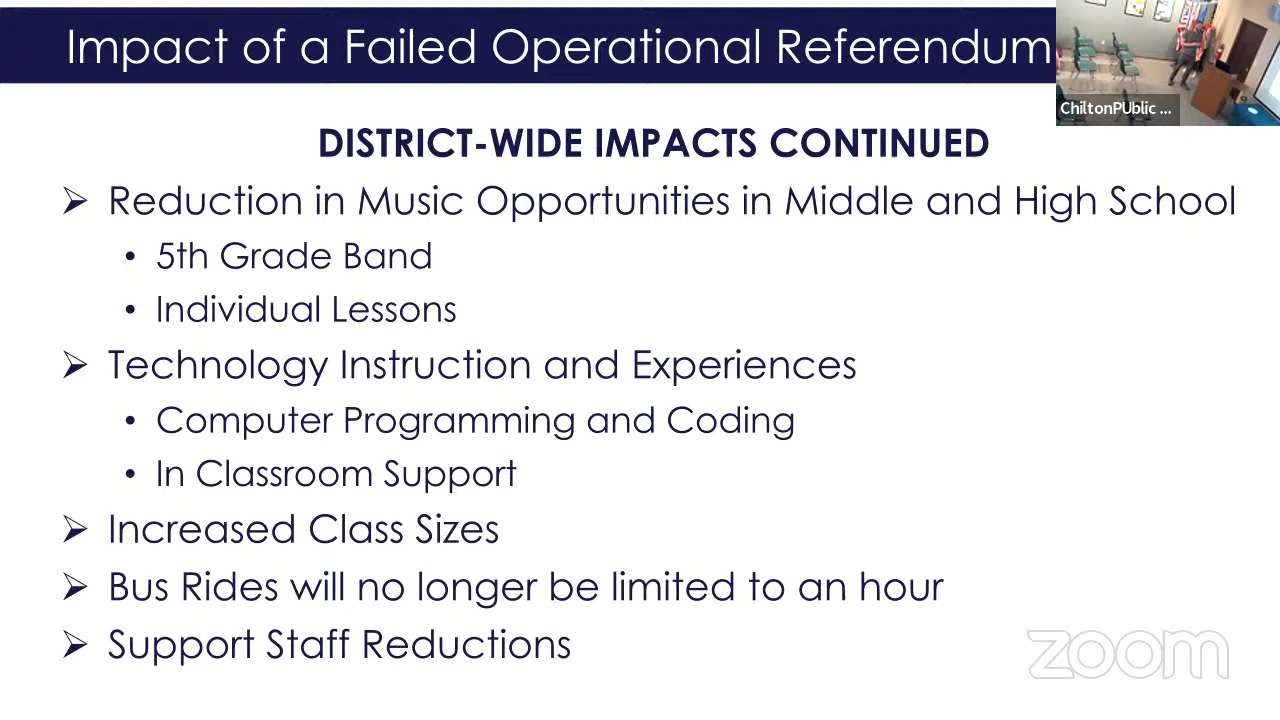 Impact of a Failed Operational Referendum
ChiltonPUblic ...
DISTRICT-WIDE IMPACTS CONTINUED
➢ Reduction in Music Opportunities in Middle and High School
• 5th Grade Band
• Individual Lessons
➢ Technology Instruction and Experiences
• Computer Programming and Coding
• In Classroom Support
➢ Increased Class Sizes
➢ Bus Rides will no longer be limited to an hour
➢ Support Staff Reductions
zoom